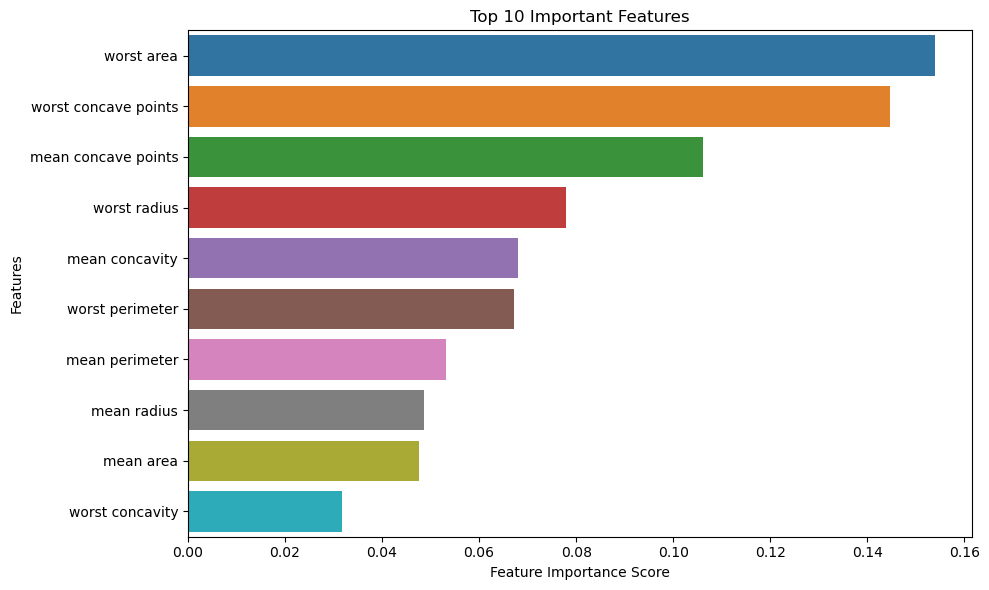 Top 10 Important Features
Features
worst area
worst concave points
mean concave points
worst radius
mean concavity
worst perimeter
mean perimeter
mean radius
mean area
worst concavity
0.00 0.02 0.04 0.06 0.08 0.10 0.12 0.14 0.16
Feature Importance Score